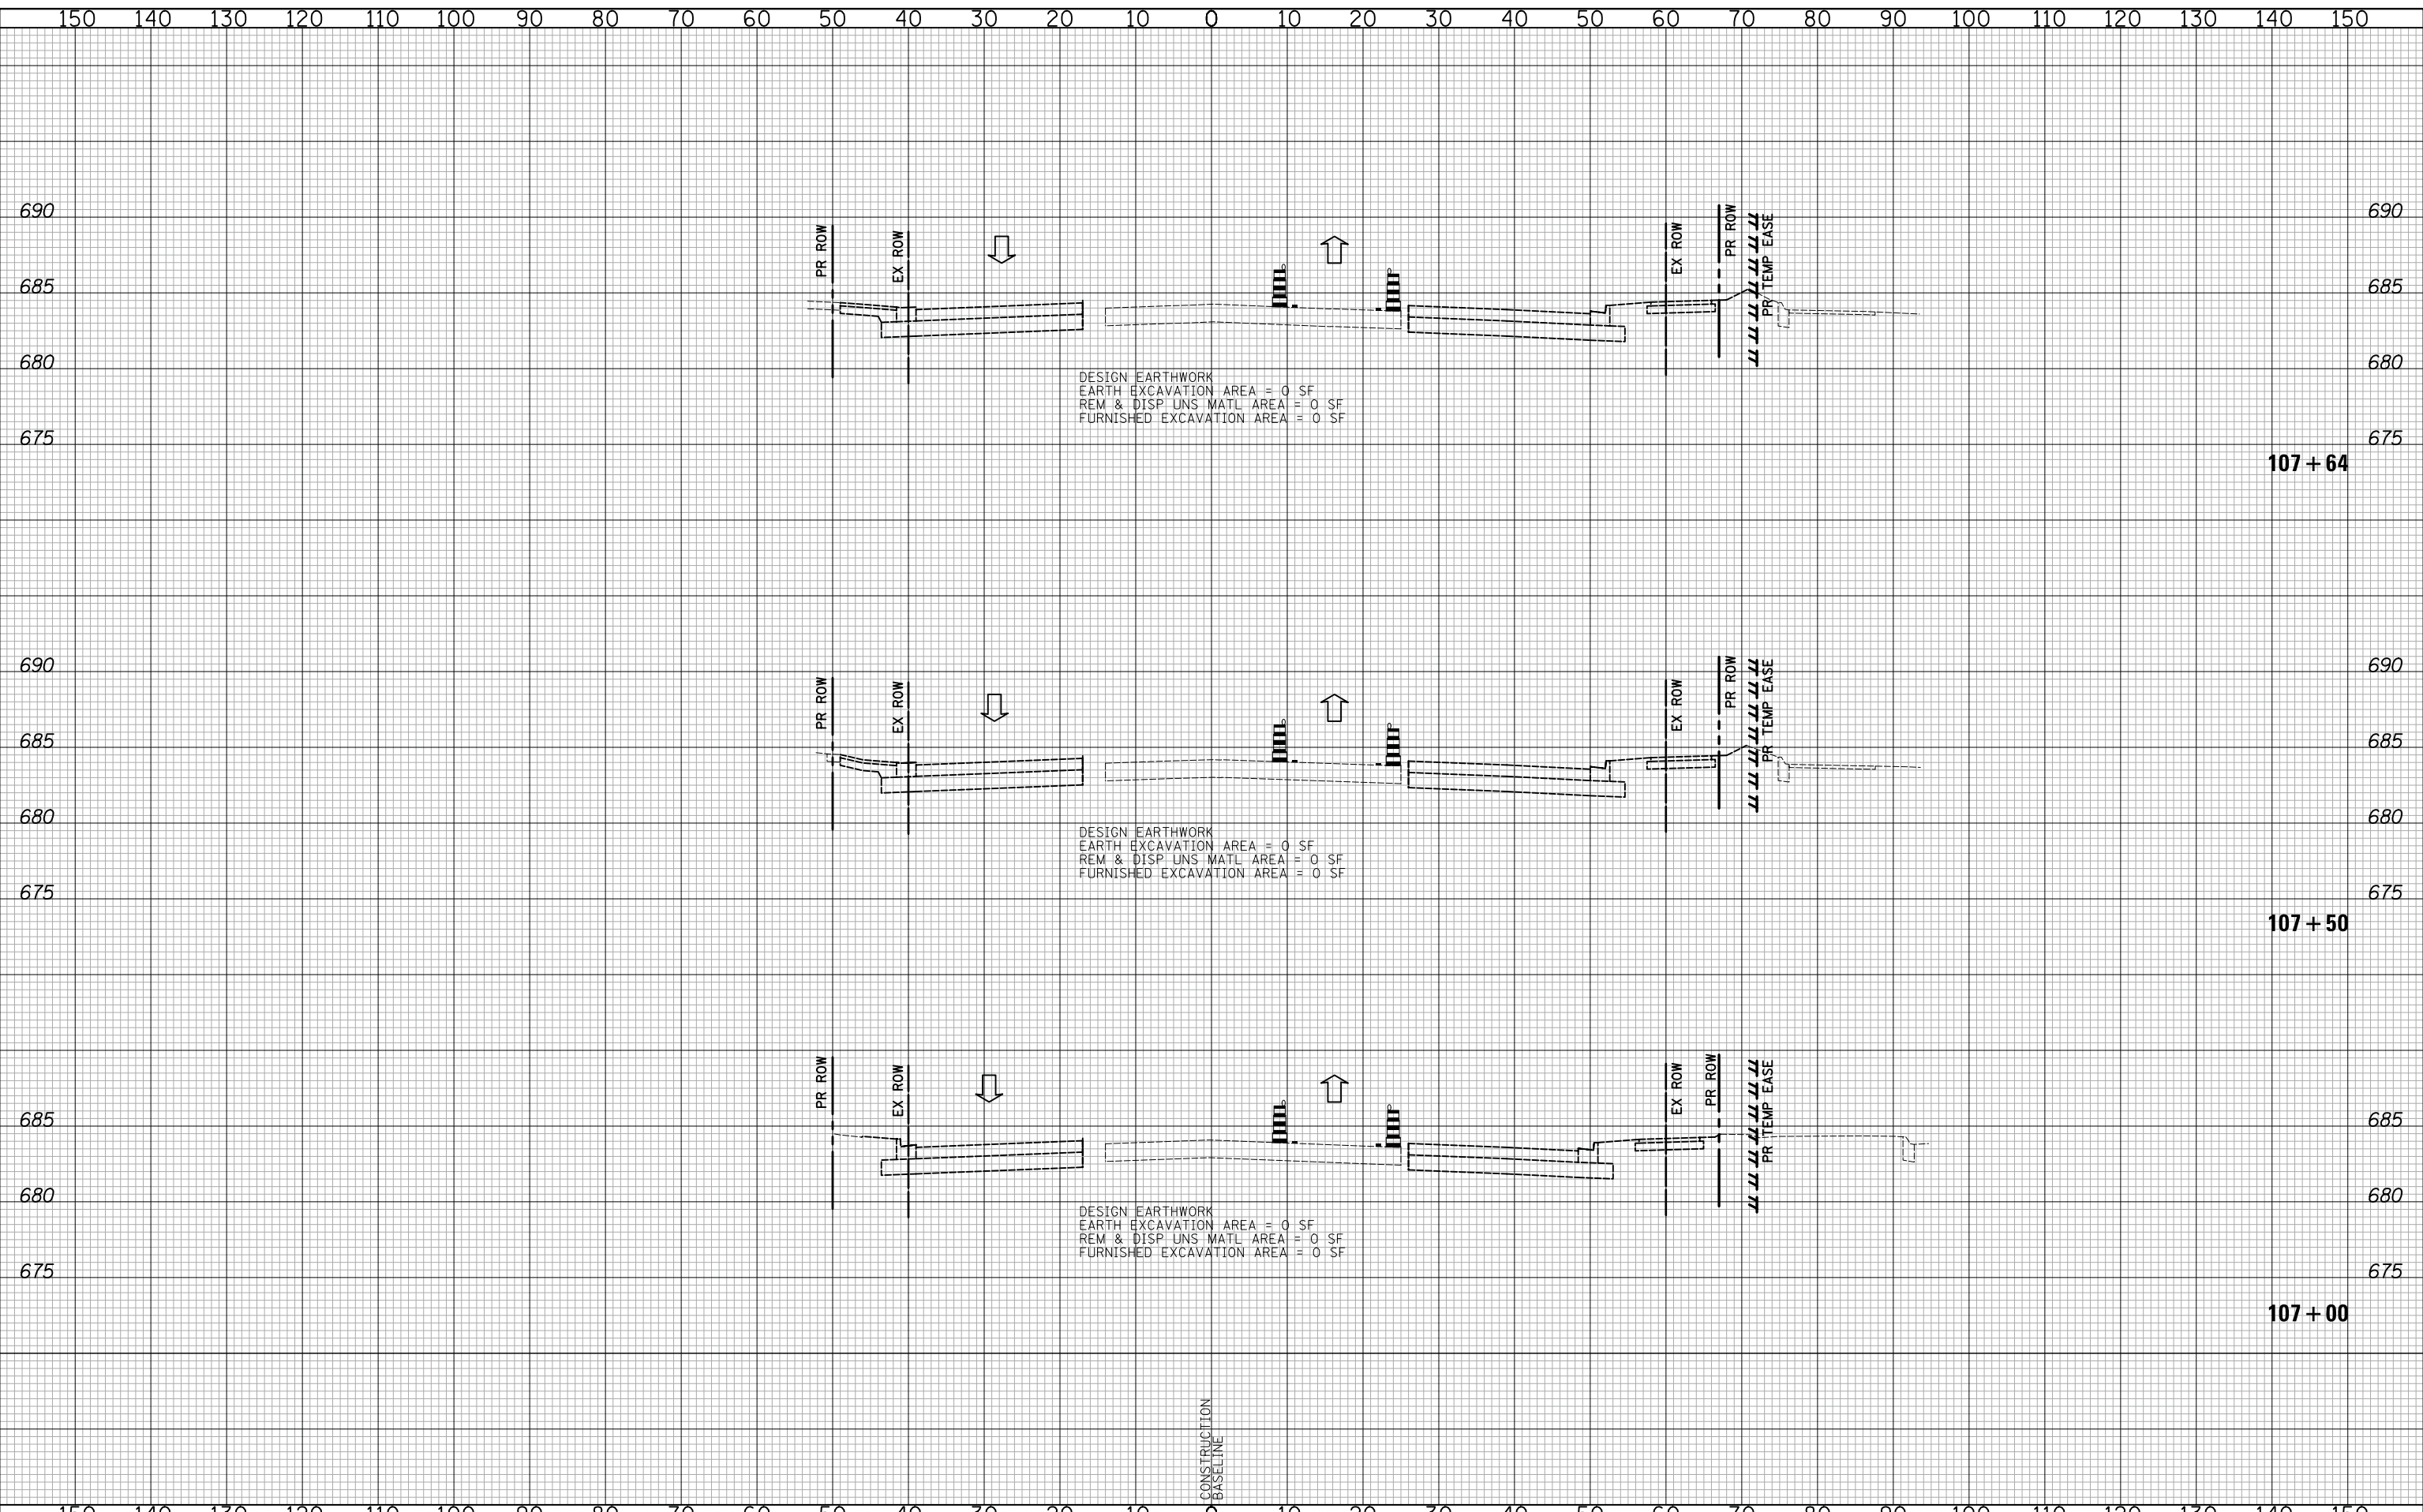 150 140 130 120 110 100 90 80 70 60 50 40 30 20 10 0 10 20 30 40 50 60 70 80 90 100 110 120 130 140 150
690 690
PR ROW EX ROW EX ROW PR ROW PR TEMP EASE
685 685
680 680
DESIGN EARTHWORK
EARTH EXCAVATION AREA = 0 SF
REM & DISP UNS MATL AREA = 0 SF
FURNISHED EXCAVATION AREA = 0 SF
675 675
107+64
690 690
PR ROW EX ROW EX ROW PR ROW PR TEMP EASE
685 685
680 680
DESIGN EARTHWORK
EARTH EXCAVATION AREA = 0 SF
REM & DISP UNS MATL AREA = 0 SF
FURNISHED EXCAVATION AREA = 0 SF
675 675
107+50
PR ROW EX ROW EX ROW PR ROW PR TEMP EASE
685 685
680 680
DESIGN EARTHWORK
EARTH EXCAVATION AREA = 0 SF
REM & DISP UNS MATL AREA = 0 SF
FURNISHED EXCAVATION AREA = 0 SF
675 675
107+00
CONSTRUCTION
BASELINE
150 140 130 120 110 100 90 80 70 60 50 40 30 20 10 0 10 20 30 40 50 60 70 80 90 100 110 120 130 140 150